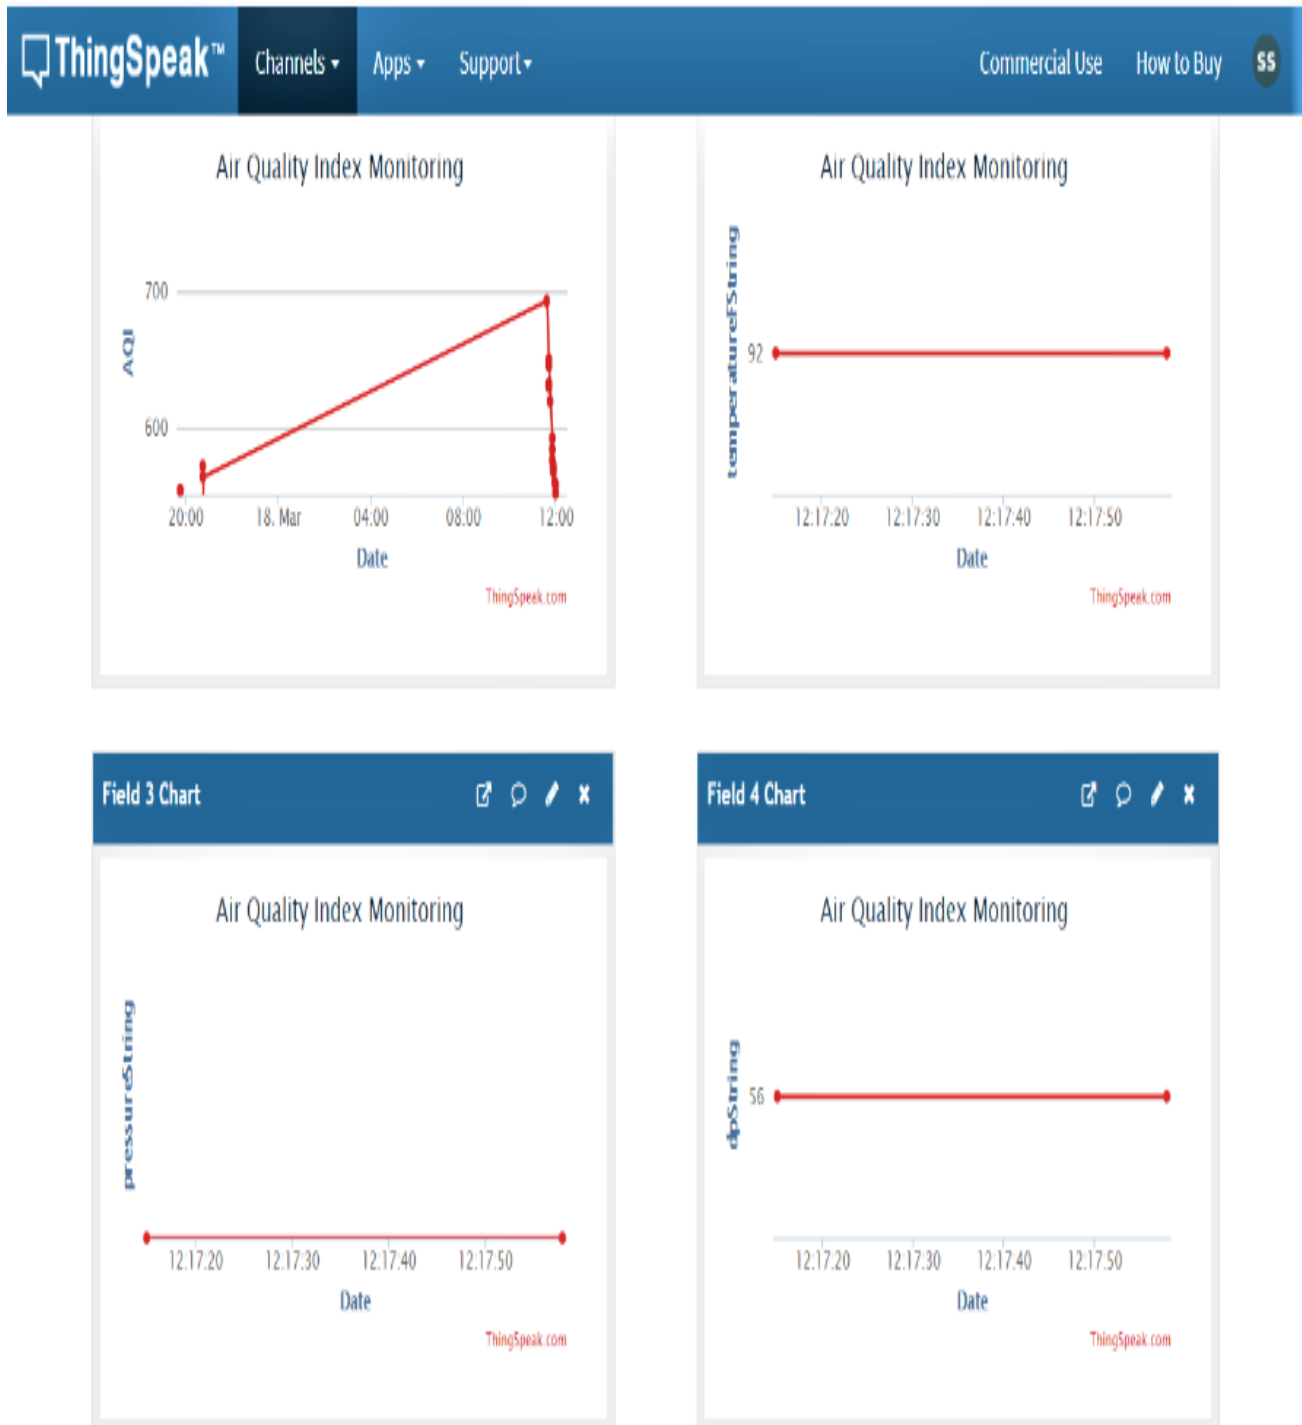 ThingSpeak™ Channels Apps Support Commercial Use How to Buy SS
Air Quality Index Monitoring
700
600
AQI
20:00 18. Mar 04:00 08:00 12:00
Date
ThingSpeak.com
Air Quality Index Monitoring
temperatureFString
92
12:17:20 12:17:30 12:17:40 12:17:50
Date
ThingSpeak.com
Field 3 Chart
Air Quality Index Monitoring
pressureString
12:17:20 12:17:30 12:17:40 12:17:50
Date
ThingSpeak.com
Field 4 Chart
Air Quality Index Monitoring
dpString
56
12:17:20 12:17:30 12:17:40 12:17:50
Date
ThingSpeak.com